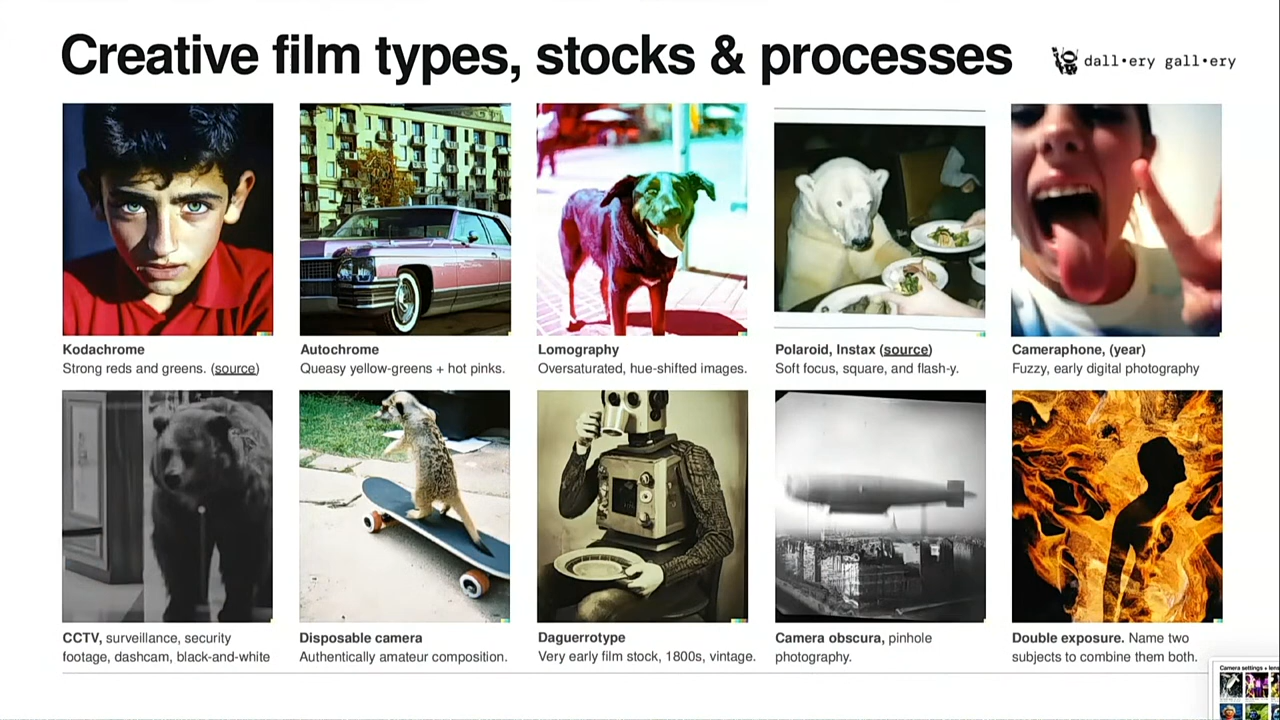 Creative film types, stocks & processes
dall•ery gall•ery
Kodachrome
Strong reds and greens. (source)
Autochrome
Queasy yellow-greens + hot pinks.
Lomography
Oversaturated, hue-shifted images.
Polaroid, Instax (source)
Soft focus, square, and flash-y.
Cameraphone, (year)
Fuzzy, early digital photography
CCTV, surveillance, security
footage, dashcam, black-and-white
Disposable camera
Authentically amateur composition.
Daguerrotype
Very early film stock, 1800s, vintage.
Camera obscura, pinhole
photography.
Double exposure. Name two
subjects to combine them both.
Camera settings + lens